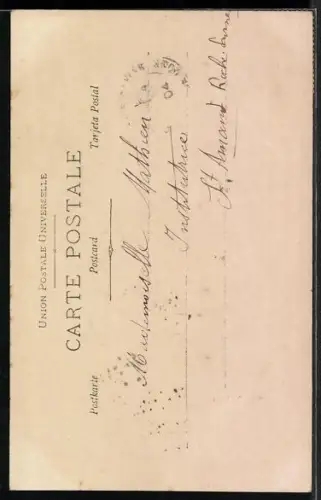 UNION POSTALE UNIVERSELLE
CARTE POSTALE
Postkarte Postcard Tarjeta Postal
Mademoiselle Mathieu
Institutrice
St Amand